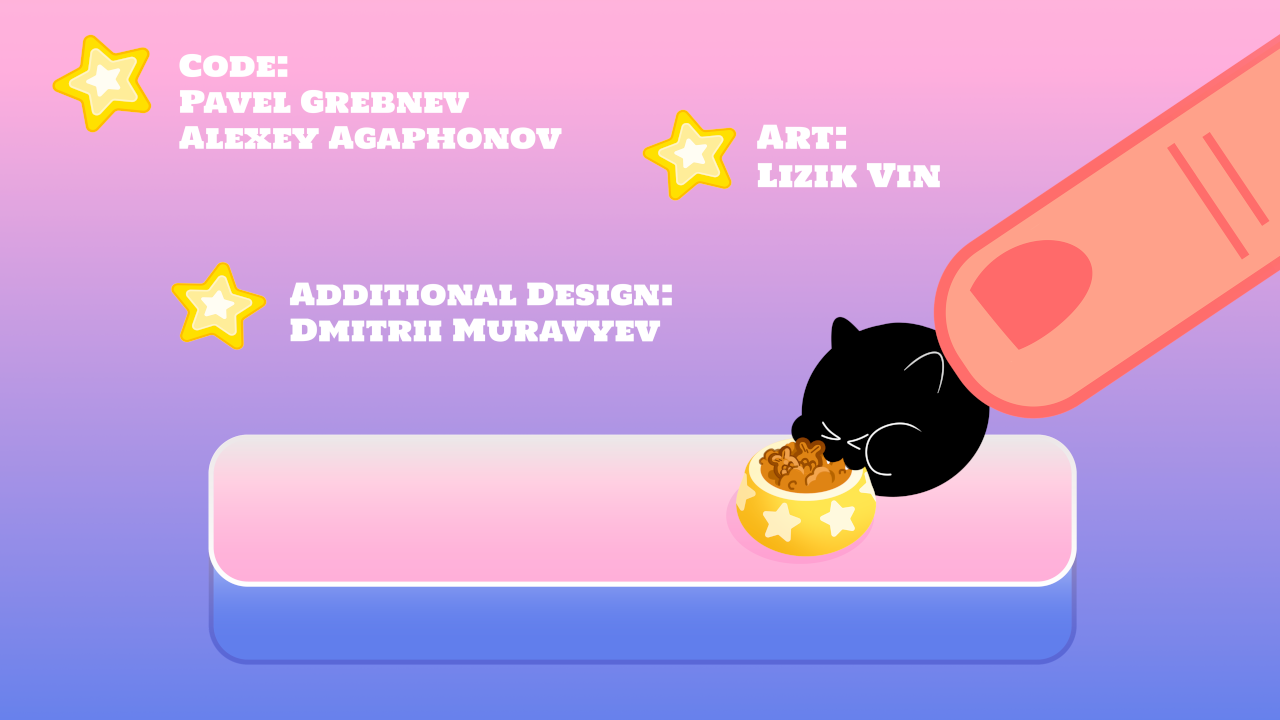 Code:
Pavel Grebnev
Alexey Agaphonov
Art:
Lizik Vin
Additional Design:
Dmitrii Muravyev